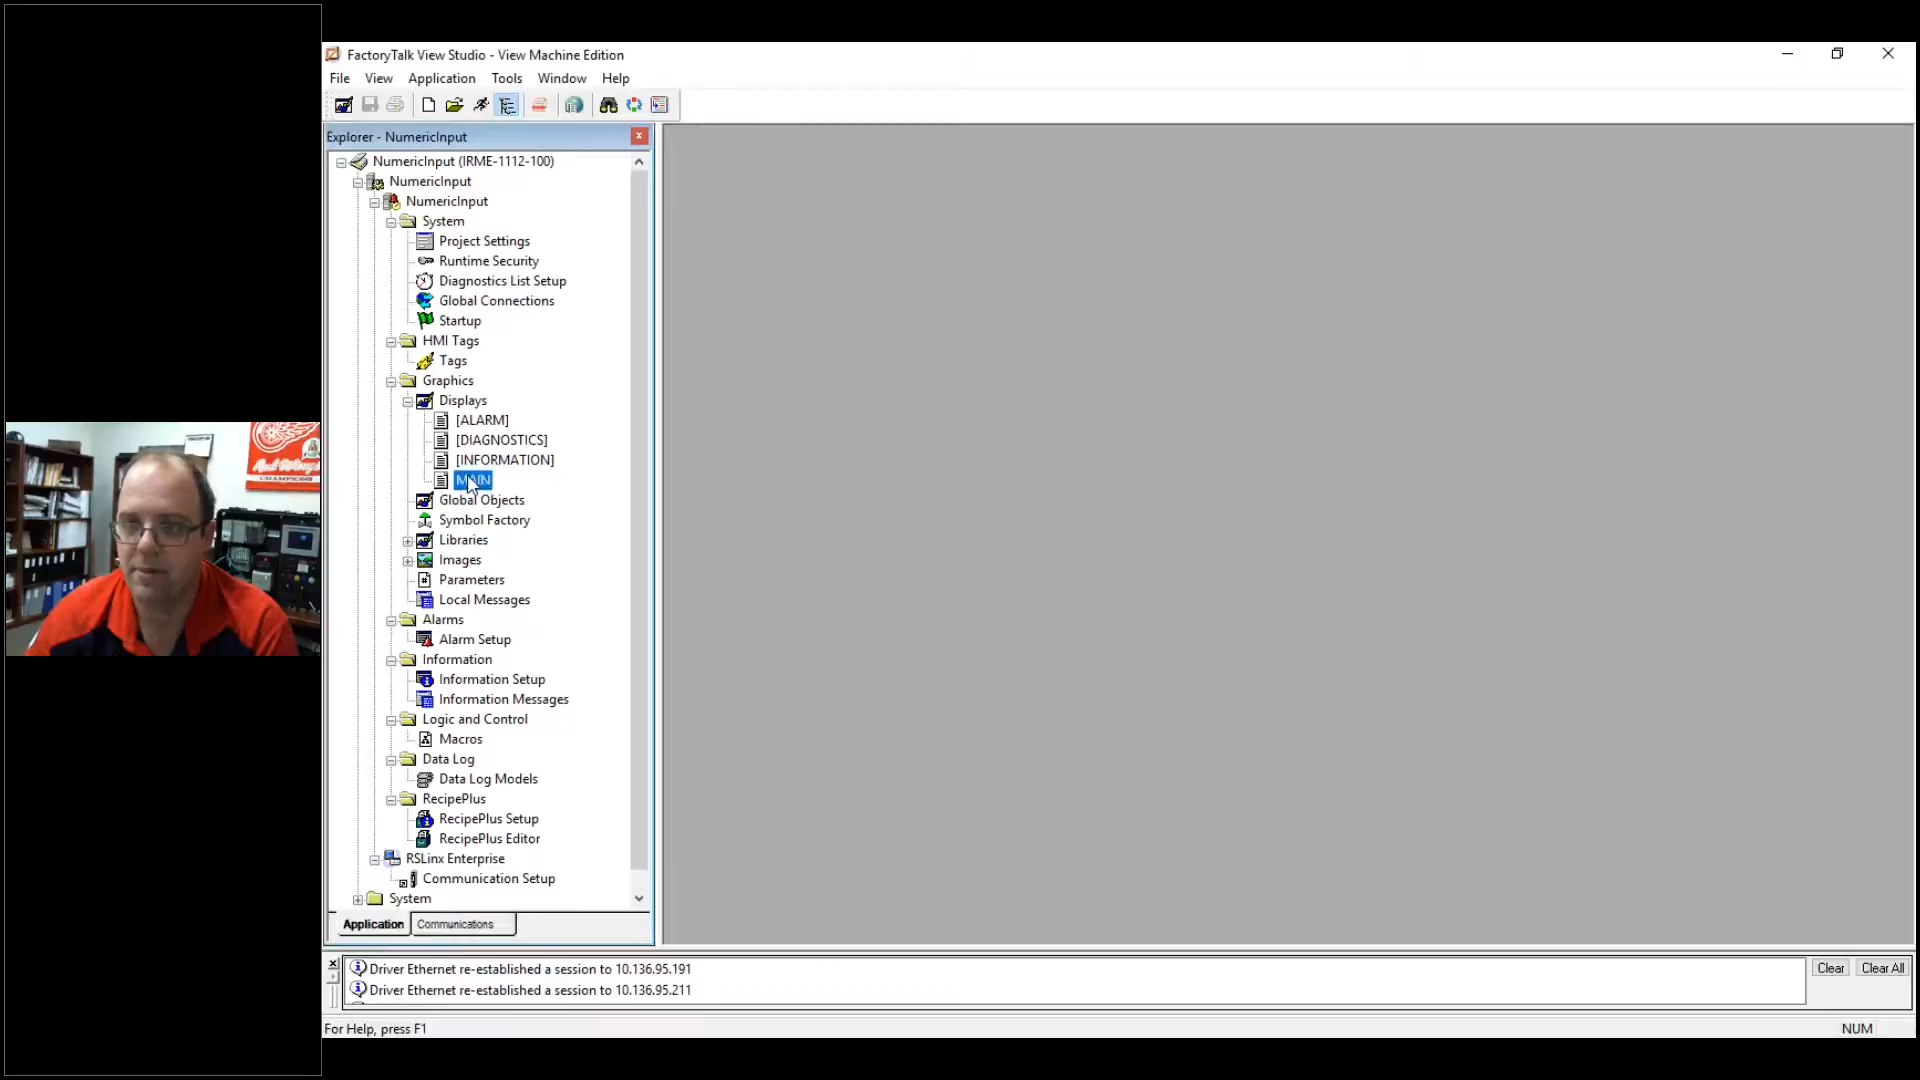 FactoryTalk View Studio - View Machine Edition
File View Application Tools Window Help
Explorer - NumericInput
NumericInput (IRME-1112-100)
NumericInput
NumericInput
System
Project Settings
Runtime Security
Diagnostics List Setup
Global Connections
Startup
HMI Tags
Tags
Graphics
Displays
[ALARM]
[DIAGNOSTICS]
[INFORMATION]
MAIN
Global Objects
Symbol Factory
Libraries
Images
Parameters
Local Messages
Alarms
Alarm Setup
Information
Information Setup
Information Messages
Logic and Control
Macros
Data Log
Data Log Models
RecipePlus
RecipePlus Setup
RecipePlus Editor
RSLinx Enterprise
Communication Setup
System
Application Communications
Driver Ethernet re-established a session to 10.136.95.191
Driver Ethernet re-established a session to 10.136.95.211
Clear Clear All
For Help, press F1
NUM
Red Wings
CHAMPIONS